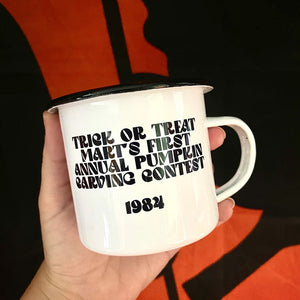 TRICK OR TREAT
MART'S FIRST
ANNUAL PUMPKIN
CARVING CONTEST
1984